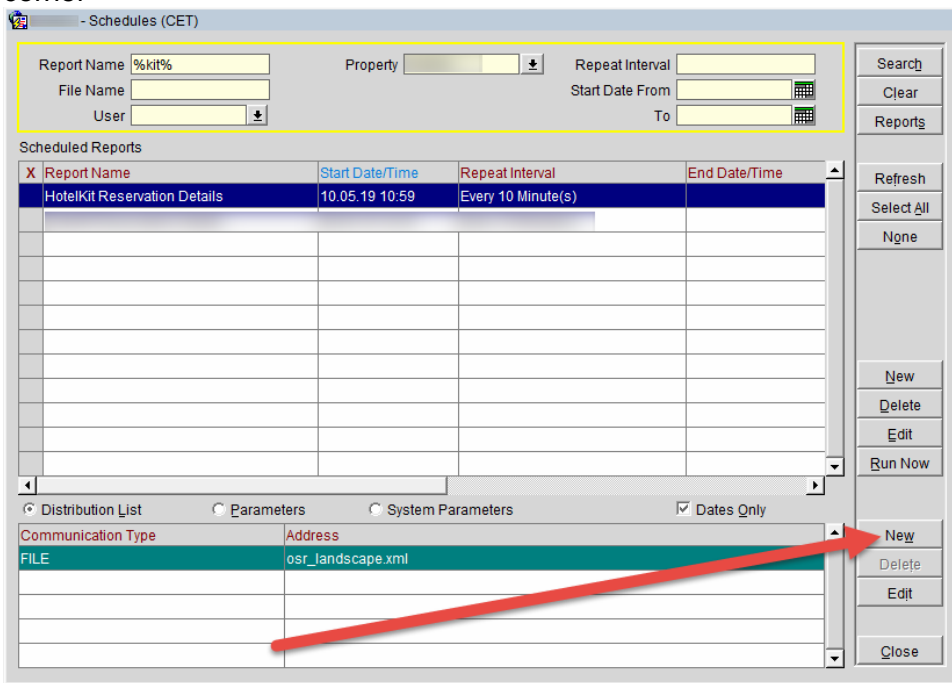 corner
- Schedules (CET)
Report Name %kit% Property Repeat Interval Search
File Name Start Date From Clear
User To Reports
Scheduled Reports
X Report Name Start Date/Time Repeat Interval End Date/Time Refresh
HotelKit Reservation Details 10.05.19 10:59 Every 10 Minute(s) Select All
None
New
Delete
Edit
Run Now
Distribution List Parameters System Parameters Dates Only
Communication Type Address New
FILE osr_landscape.xml Delete
Edit
Close